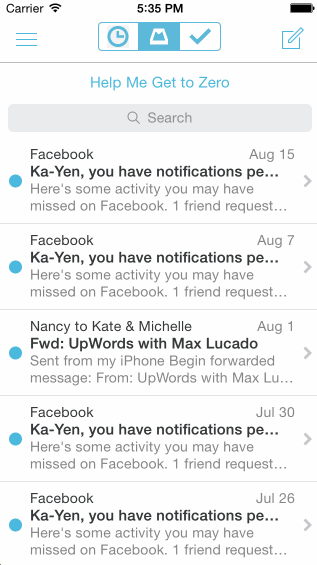 Carrier 5:35 PM
Help Me Get to Zero
Search
Facebook Aug 15
Ka-Yen, you have notifications pe…
Here's some activity you may have
missed on Facebook. 1 friend request…
Facebook Aug 7
Ka-Yen, you have notifications pe…
Here's some activity you may have
missed on Facebook. 1 friend request…
Nancy to Kate & Michelle Aug 1
Fwd: UpWords with Max Lucado
Sent from my iPhone Begin forwarded
message: From: UpWords with Max Lu…
Facebook Jul 30
Ka-Yen, you have notifications pe…
Here's some activity you may have
missed on Facebook. 1 friend request…
Facebook Jul 26
Ka-Yen, you have notifications pe…
Here's some activity you may have
missed on Facebook. 1 friend request…